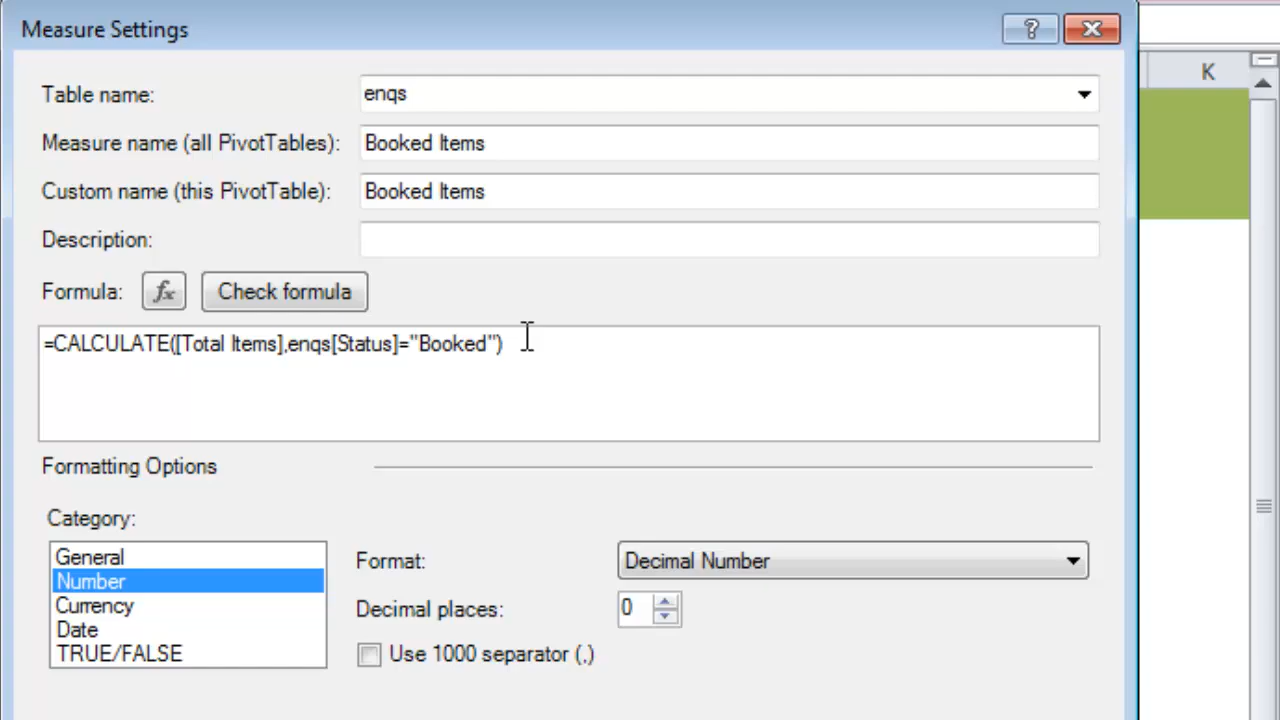 Measure Settings
K
Table name: enqs
Measure name (all PivotTables): Booked Items
Custom name (this PivotTable): Booked Items
Description:
Formula: fx Check formula
=CALCULATE([Total Items],enqs[Status]="Booked")
Formatting Options
Category:
General
Number
Currency
Date
TRUE/FALSE
Format: Decimal Number
Decimal places: 0
Use 1000 separator (,)